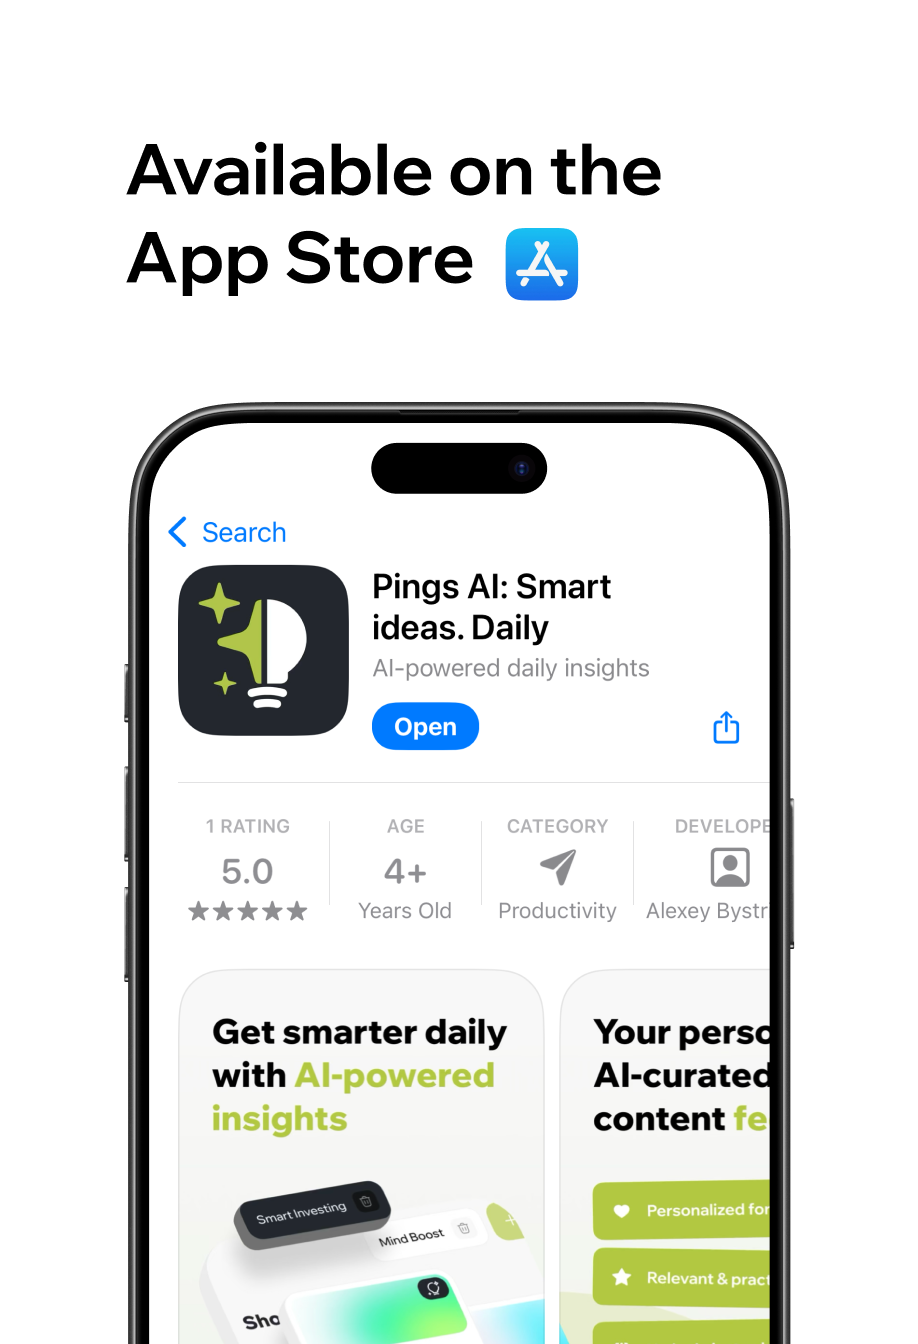 Available on the
App Store
Search
Pings AI: Smart
ideas. Daily
AI-powered daily insights
Open
1 RATING
5.0
AGE
4+
Years Old
CATEGORY
Productivity
DEVELOPE
Alexey Bystr
Get smarter daily
with AI-powered
insights
Smart Investing
Mind Boost
Sho
Your perso
AI-curated
content fe
Personalized for
Relevant & pract